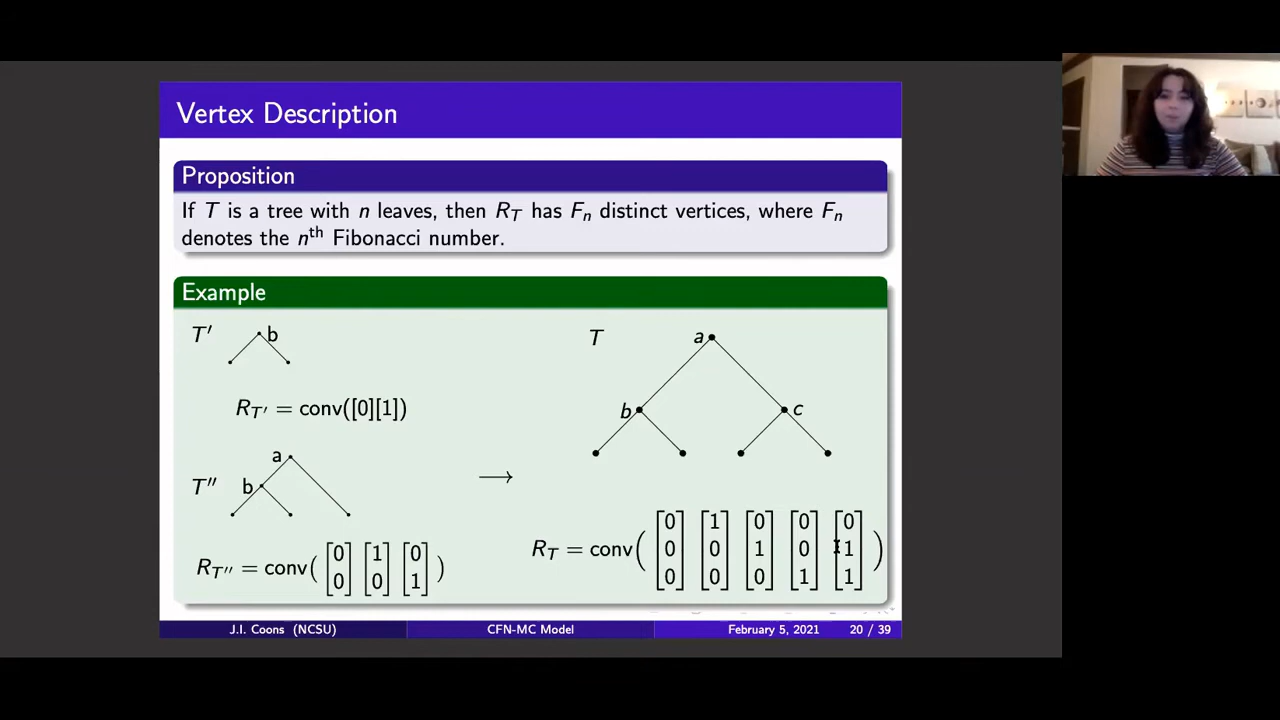 Vertex Description
Proposition
If T is a tree with n leaves, then R_T has F_n distinct vertices, where F_n
denotes the n^th Fibonacci number.
Example
T′ b
R_T′ = conv([0][1])
a
T″ b
R_T″ = conv( [0 0] [1 0] [0 1] )
⟶
T a
b c
R_T = conv( [0 0 0] [1 0 0] [0 1 0] [0 0 1] [0 1 1] )
J.I. Coons (NCSU) CFN-MC Model February 5, 2021 20 / 39